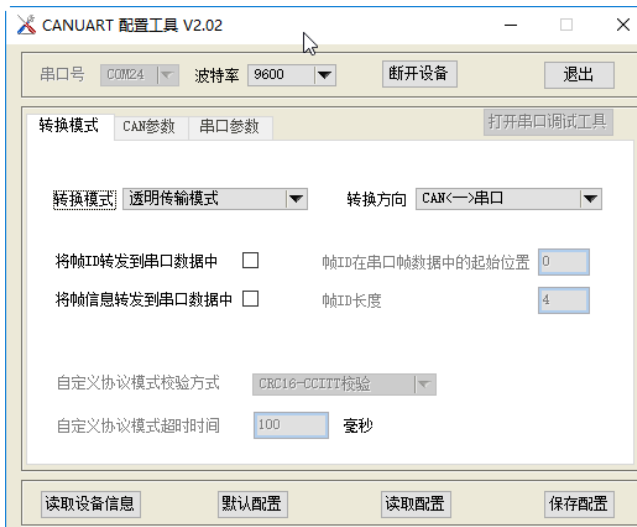 CANUART 配置工具 V2.02
串口号 COM24 波特率 9600 断开设备 退出
转换模式 CAN参数 串口参数 打开串口调试工具
转换模式 透明传输模式 转换方向 CAN<—>串口
将帧ID转发到串口数据中 帧ID在串口帧数据中的起始位置 0
将帧信息转发到串口数据中 帧ID长度 4
自定义协议模式校验方式 CRC16-CCITT校验
自定义协议模式超时时间 100 毫秒
读取设备信息 默认配置 读取配置 保存配置